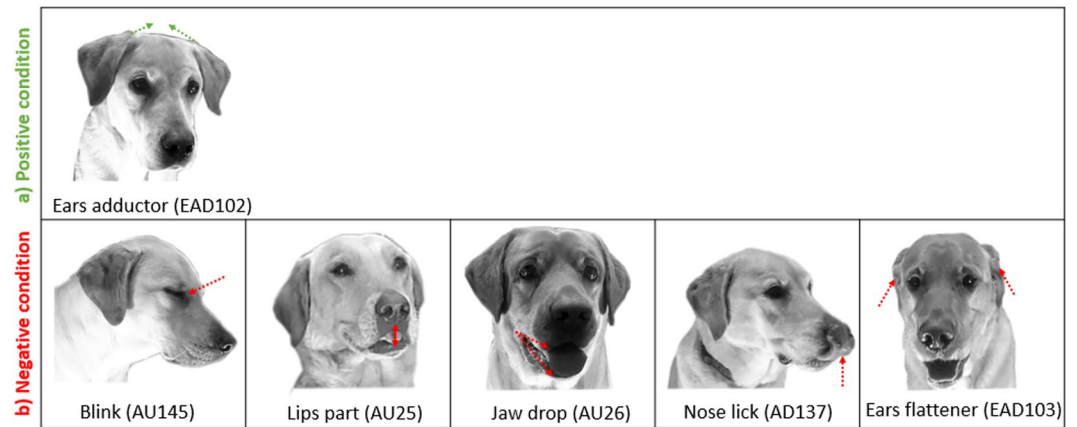 a) Positive condition
Ears adductor (EAD102)
b) Negative condition
Blink (AU145)
Lips part (AU25)
Jaw drop (AU26)
Nose lick (AD137)
Ears flattener (EAD103)